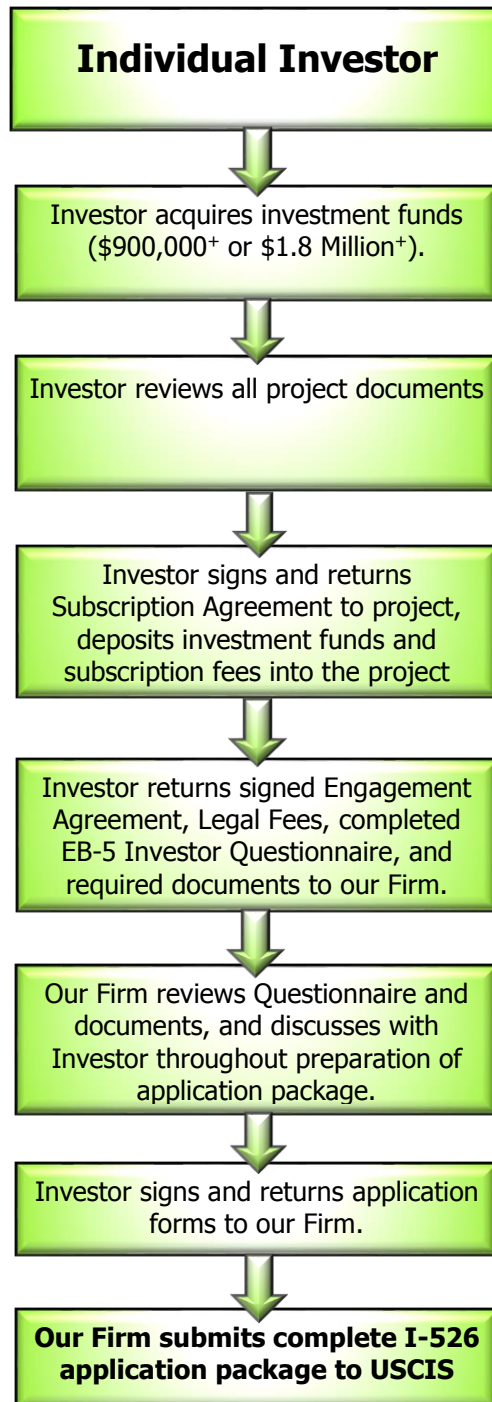 Individual Investor
Investor acquires investment funds
($900,000⁺ or $1.8 Million⁺).
Investor reviews all project documents
Investor signs and returns
Subscription Agreement to project,
deposits investment funds and
subscription fees into the project
Investor returns signed Engagement
Agreement, Legal Fees, completed
EB-5 Investor Questionnaire, and
required documents to our Firm.
Our Firm reviews Questionnaire and
documents, and discusses with
Investor throughout preparation of
application package.
Investor signs and returns application
forms to our Firm.
Our Firm submits complete I-526
application package to USCIS